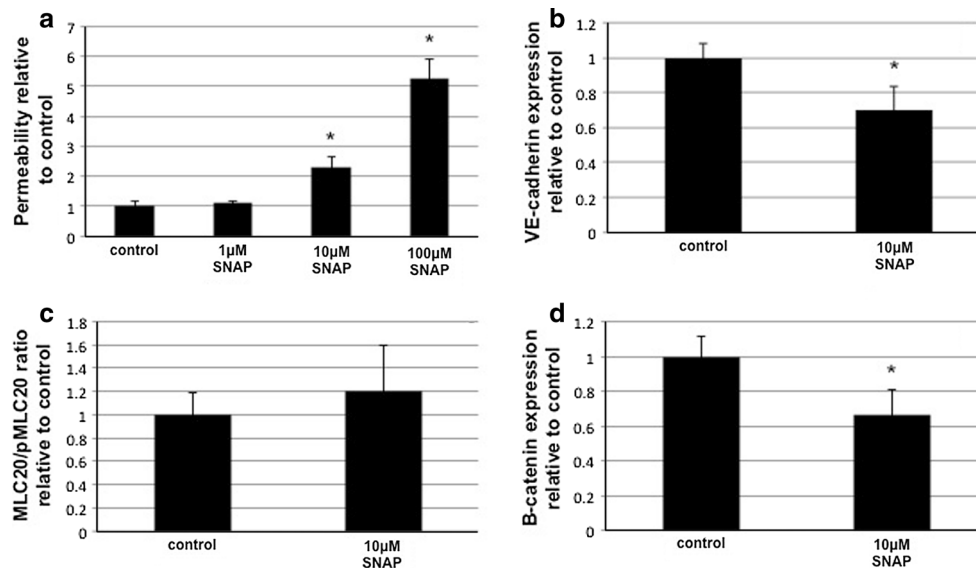 a
Permeability relative
to control
7
6
5
4
3
2
1
0
*
*
control
1µM
SNAP
10µM
SNAP
100µM
SNAP
b
VE-cadherin expression
relative to control
1.2
1
0.8
0.6
0.4
0.2
0
*
control
10µM
SNAP
c
MLC20/pMLC20 ratio
relative to control
1.8
1.6
1.4
1.2
1
0.8
0.6
0.4
0.2
0
control
10µM
SNAP
d
B-catenin expression
relative to control
1.2
1
0.8
0.6
0.4
0.2
0
*
control
10µM
SNAP